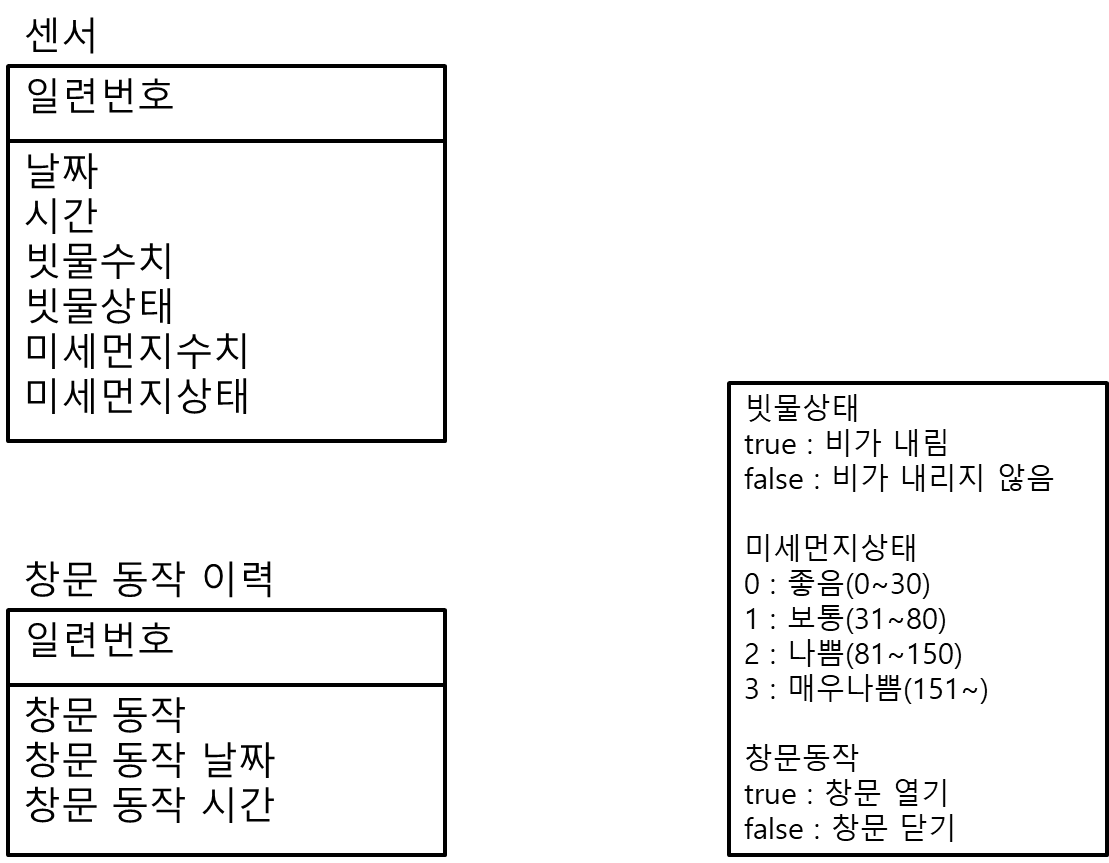 센서
일련번호
날짜
시간
빗물수치
빗물상태
미세먼지수치
미세먼지상태
창문 동작 이력
일련번호
창문 동작
창문 동작 날짜
창문 동작 시간
빗물상태
true : 비가 내림
false : 비가 내리지 않음
미세먼지상태
0 : 좋음(0~30)
1 : 보통(31~80)
2 : 나쁨(81~150)
3 : 매우나쁨(151~)
창문동작
true : 창문 열기
false : 창문 닫기